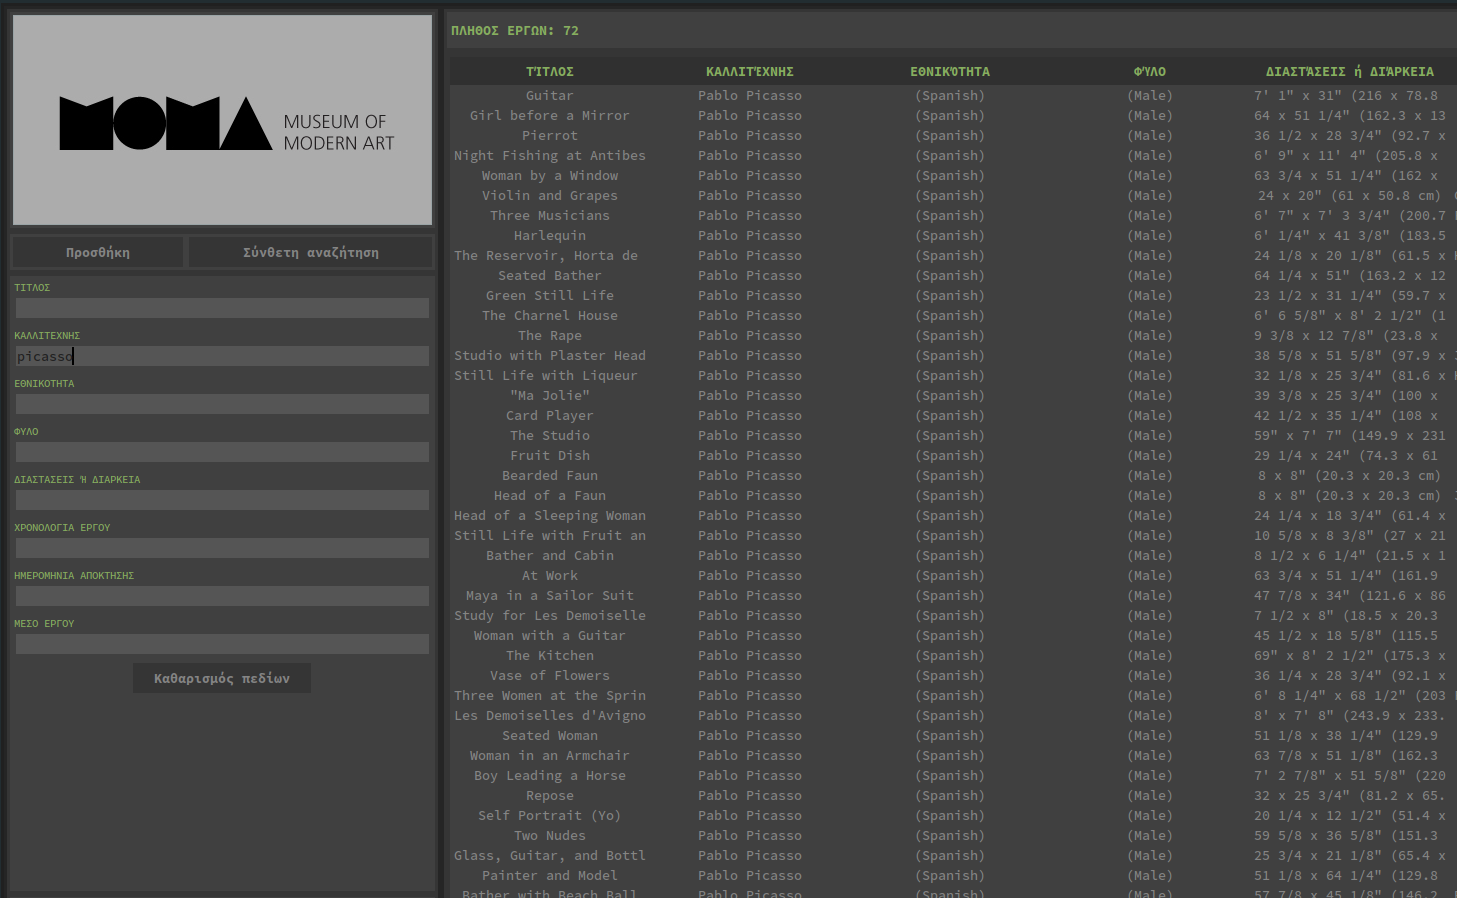 MOMA MUSEUM OF
MODERN ART
Προσθήκη Σύνθετη αναζήτηση
ΤΙΤΛΟΣ
ΚΑΛΛΙΤΕΧΝΗΣ
picasso
ΕΘΝΙΚΟΤΗΤΑ
ΦΥΛΟ
ΔΙΑΣΤΑΣΕΙΣ Ή ΔΙΑΡΚΕΙΑ
ΧΡΟΝΟΛΟΓΙΑ ΕΡΓΟΥ
ΗΜΕΡΟΜΗΝΙΑ ΑΠΟΚΤΗΣΗΣ
ΜΕΣΟ ΕΡΓΟΥ
Καθαρισμός πεδίων
ΠΛΗΘΟΣ ΕΡΓΩΝ: 72
ΤΊΤΛΟΣ ΚΑΛΛΙΤΈΧΝΗΣ ΕΘΝΙΚΌΤΗΤΑ ΦΎΛΟ ΔΙΑΣΤΆΣΕΙΣ ή ΔΙΆΡΚΕΙΑ
Guitar Pablo Picasso (Spanish) (Male) 7' 1" x 31" (216 x 78.8
Girl before a Mirror Pablo Picasso (Spanish) (Male) 64 x 51 1/4" (162.3 x 13
Pierrot Pablo Picasso (Spanish) (Male) 36 1/2 x 28 3/4" (92.7 x
Night Fishing at Antibes Pablo Picasso (Spanish) (Male) 6' 9" x 11' 4" (205.8 x
Woman by a Window Pablo Picasso (Spanish) (Male) 63 3/4 x 51 1/4" (162 x
Violin and Grapes Pablo Picasso (Spanish) (Male) 24 x 20" (61 x 50.8 cm)
Three Musicians Pablo Picasso (Spanish) (Male) 6' 7" x 7' 3 3/4" (200.7
Harlequin Pablo Picasso (Spanish) (Male) 6' 1/4" x 41 3/8" (183.5
The Reservoir, Horta de Pablo Picasso (Spanish) (Male) 24 1/8 x 20 1/8" (61.5 x
Seated Bather Pablo Picasso (Spanish) (Male) 64 1/4 x 51" (163.2 x 12
Green Still Life Pablo Picasso (Spanish) (Male) 23 1/2 x 31 1/4" (59.7 x
The Charnel House Pablo Picasso (Spanish) (Male) 6' 6 5/8" x 8' 2 1/2" (1
The Rape Pablo Picasso (Spanish) (Male) 9 3/8 x 12 7/8" (23.8 x
Studio with Plaster Head Pablo Picasso (Spanish) (Male) 38 5/8 x 51 5/8" (97.9 x
Still Life with Liqueur Pablo Picasso (Spanish) (Male) 32 1/8 x 25 3/4" (81.6 x
"Ma Jolie" Pablo Picasso (Spanish) (Male) 39 3/8 x 25 3/4" (100 x
Card Player Pablo Picasso (Spanish) (Male) 42 1/2 x 35 1/4" (108 x
The Studio Pablo Picasso (Spanish) (Male) 59" x 7' 7" (149.9 x 231
Fruit Dish Pablo Picasso (Spanish) (Male) 29 1/4 x 24" (74.3 x 61
Bearded Faun Pablo Picasso (Spanish) (Male) 8 x 8" (20.3 x 20.3 cm)
Head of a Faun Pablo Picasso (Spanish) (Male) 8 x 8" (20.3 x 20.3 cm)
Head of a Sleeping Woman Pablo Picasso (Spanish) (Male) 24 1/4 x 18 3/4" (61.4 x
Still Life with Fruit an Pablo Picasso (Spanish) (Male) 10 5/8 x 8 3/8" (27 x 21
Bather and Cabin Pablo Picasso (Spanish) (Male) 8 1/2 x 6 1/4" (21.5 x 1
At Work Pablo Picasso (Spanish) (Male) 63 3/4 x 51 1/4" (161.9
Maya in a Sailor Suit Pablo Picasso (Spanish) (Male) 47 7/8 x 34" (121.6 x 86
Study for Les Demoiselle Pablo Picasso (Spanish) (Male) 7 1/2 x 8" (18.5 x 20.3
Woman with a Guitar Pablo Picasso (Spanish) (Male) 45 1/2 x 18 5/8" (115.5
The Kitchen Pablo Picasso (Spanish) (Male) 69" x 8' 2 1/2" (175.3 x
Vase of Flowers Pablo Picasso (Spanish) (Male) 36 1/4 x 28 3/4" (92.1 x
Three Women at the Sprin Pablo Picasso (Spanish) (Male) 6' 8 1/4" x 68 1/2" (203
Les Demoiselles d'Avigno Pablo Picasso (Spanish) (Male) 8' x 7' 8" (243.9 x 233.
Seated Woman Pablo Picasso (Spanish) (Male) 51 1/8 x 38 1/4" (129.9
Woman in an Armchair Pablo Picasso (Spanish) (Male) 63 7/8 x 51 1/8" (162.3
Boy Leading a Horse Pablo Picasso (Spanish) (Male) 7' 2 7/8" x 51 5/8" (220
Repose Pablo Picasso (Spanish) (Male) 32 x 25 3/4" (81.2 x 65.
Self Portrait (Yo) Pablo Picasso (Spanish) (Male) 20 1/4 x 12 1/2" (51.4 x
Two Nudes Pablo Picasso (Spanish) (Male) 59 5/8 x 36 5/8" (151.3
Glass, Guitar, and Bottl Pablo Picasso (Spanish) (Male) 25 3/4 x 21 1/8" (65.4 x
Painter and Model Pablo Picasso (Spanish) (Male) 51 1/8 x 64 1/4" (129.8
Bather with Beach Ball Pablo Picasso (Spanish) (Male) 57 7/8 x 45 1/8" (146.2